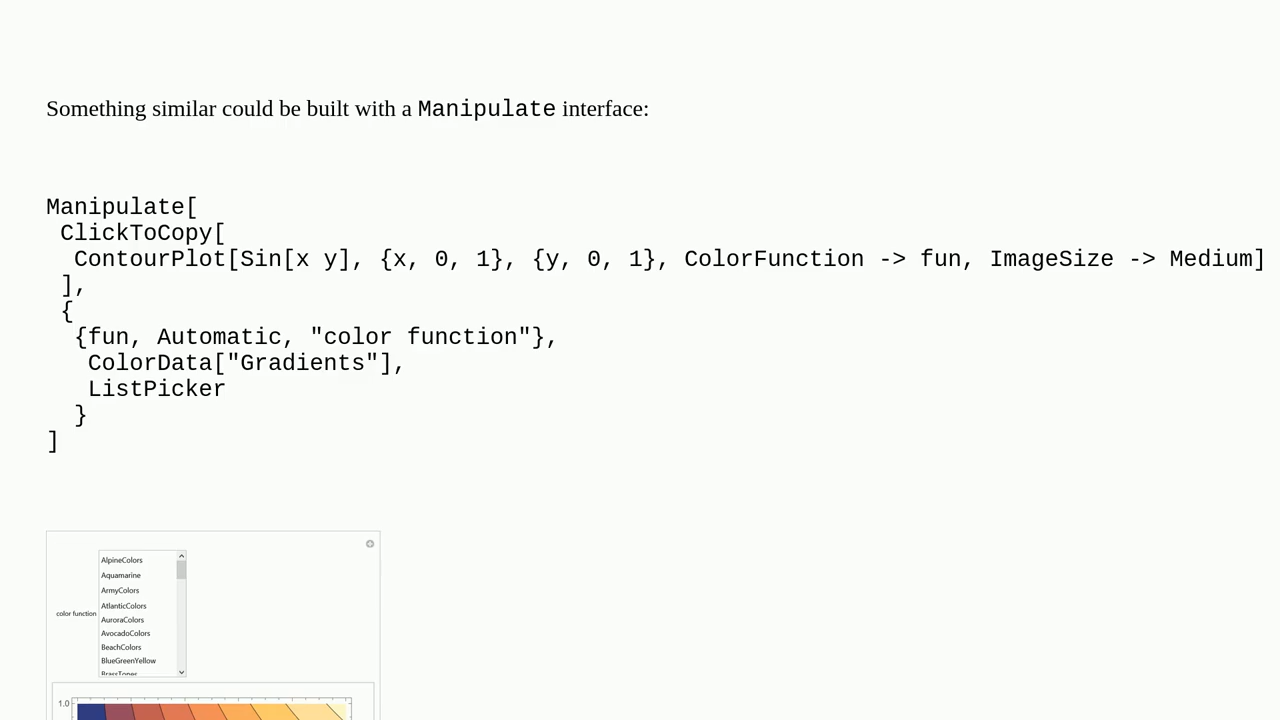 Something similar could be built with a Manipulate interface:
Manipulate[
ClickToCopy[
ContourPlot[Sin[x y], {x, 0, 1}, {y, 0, 1}, ColorFunction -> fun, ImageSize -> Medium]
],
{
{fun, Automatic, "color function"},
ColorData["Gradients"],
ListPicker
}
]
AlpineColors
Aquamarine
ArmyColors
AtlanticColors
color function
AuroraColors
AvocadoColors
BeachColors
BlueGreenYellow
BrassTones
1.0